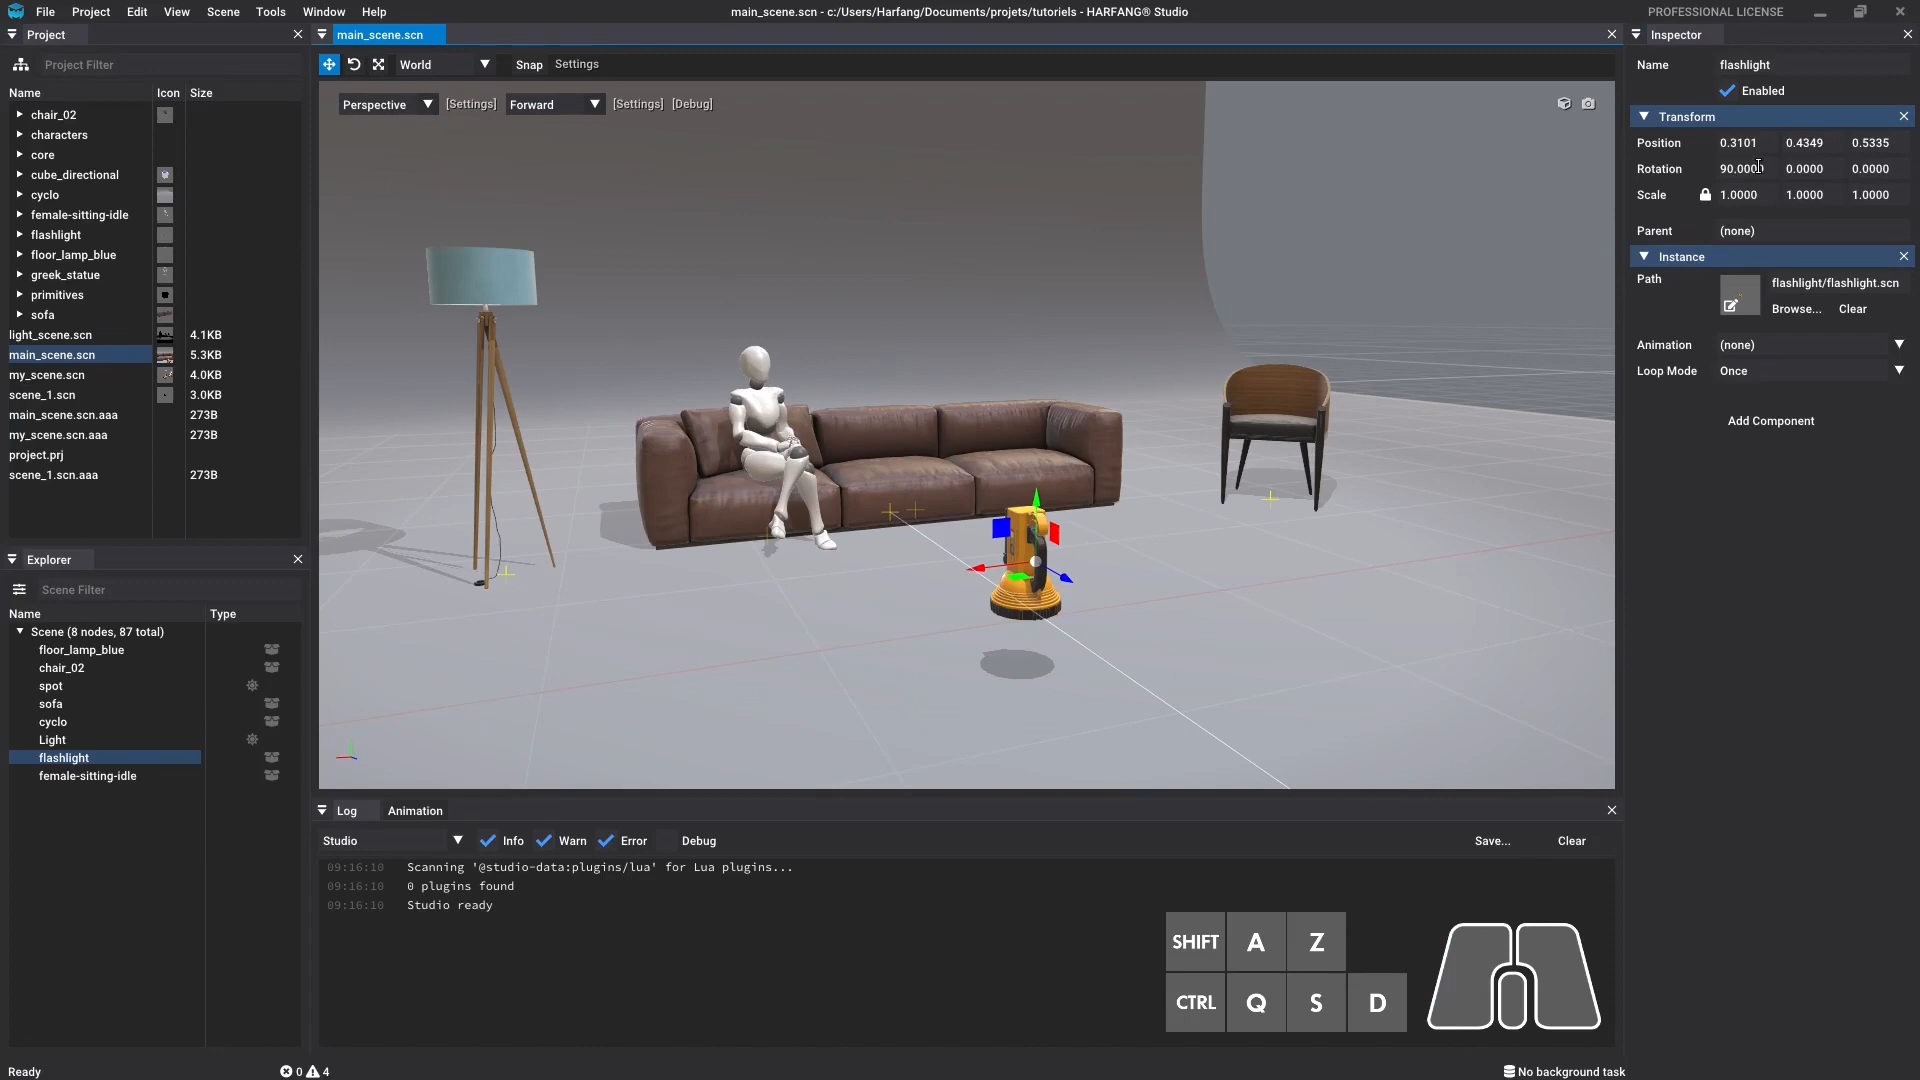 File Project Edit View Scene Tools Window Help
main_scene.scn - c:/Users/Harfang/Documents/projets/tutoriels - HARFANG® Studio
PROFESSIONAL LICENSE
Project
Project Filter
Name Icon Size
chair_02
characters
core
cube_directional
cyclo
female-sitting-idle
flashlight
floor_lamp_blue
greek_statue
primitives
sofa
light_scene.scn 4.1KB
main_scene.scn 5.3KB
my_scene.scn 4.0KB
scene_1.scn 3.0KB
main_scene.scn.aaa 273B
my_scene.scn.aaa 273B
project.prj
scene_1.scn.aaa 273B
Explorer
Scene Filter
Name Type
Scene (8 nodes, 87 total)
floor_lamp_blue
chair_02
spot
sofa
cyclo
Light
flashlight
female-sitting-idle
main_scene.scn
World Snap Settings
Perspective [Settings] Forward [Settings] [Debug]
Log Animation
Studio Info Warn Error Debug Save... Clear
09:16:10 Scanning '@studio-data:plugins/lua' for Lua plugins...
09:16:10 0 plugins found
09:16:10 Studio ready
SHIFT A Z
CTRL Q S D
Inspector
Name flashlight
Enabled
Transform
Position 0.3101 0.4349 0.5335
Rotation 90.0000 0.0000 0.0000
Scale 1.0000 1.0000 1.0000
Parent (none)
Instance
Path flashlight/flashlight.scn
Browse... Clear
Animation (none)
Loop Mode Once
Add Component
Ready 0 4 No background task